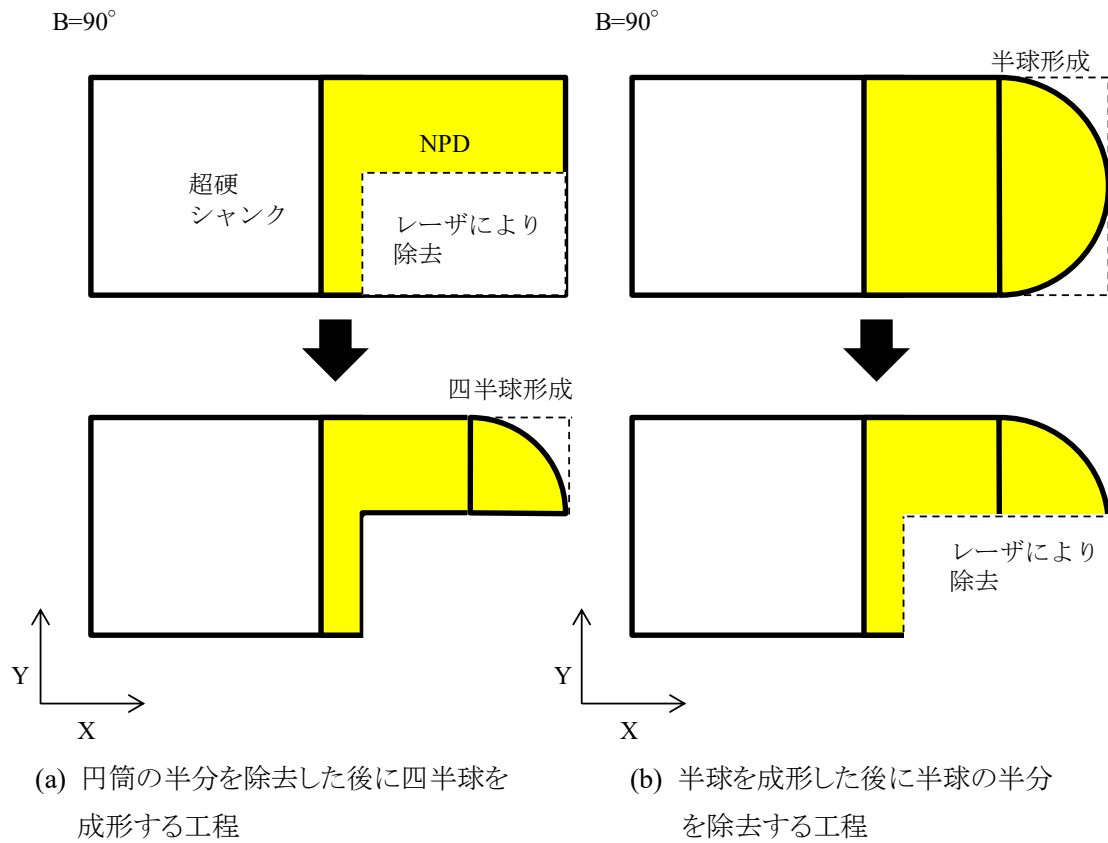 B=90°
NPD
超硬
シャンク
レーザにより
除去
四半球形成
Y
X
(a) 円筒の半分を除去した後に四半球を
成形する工程
B=90°
半球形成
レーザにより
除去
Y
X
(b) 半球を成形した後に半球の半分
を除去する工程